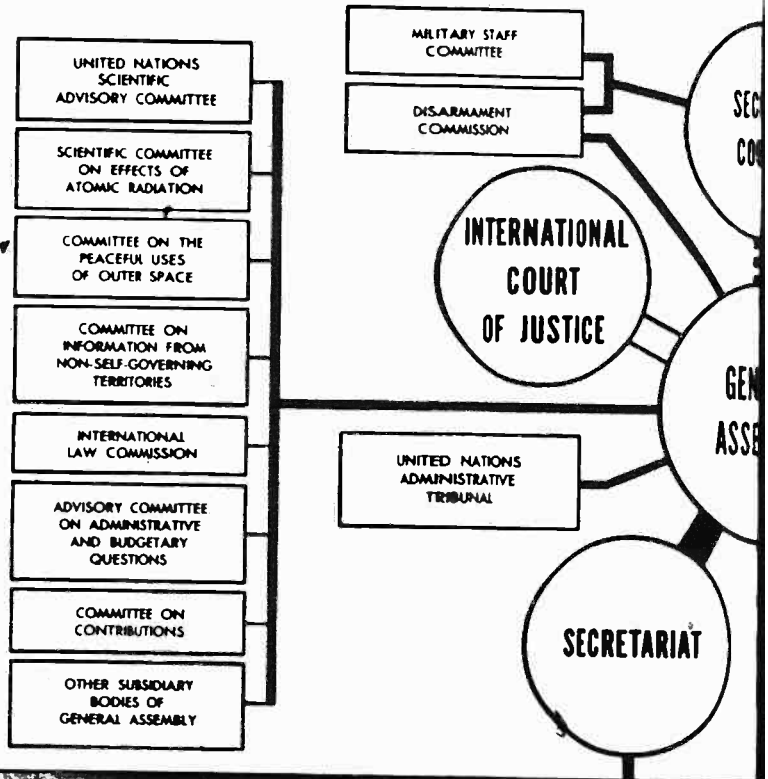 UNITED NATIONS
SCIENTIFIC
ADVISORY COMMITTEE
SCIENTIFIC COMMITTEE
ON EFFECTS OF
ATOMIC RADIATION
COMMITTEE ON THE
PEACEFUL USES
OF OUTER SPACE
COMMITTEE ON
INFORMATION FROM
NON-SELF-GOVERNING
TERRITORIES
INTERNATIONAL
LAW COMMISSION
ADVISORY COMMITTEE
ON ADMINISTRATIVE
AND BUDGETARY
QUESTIONS
COMMITTEE ON
CONTRIBUTIONS
OTHER SUBSIDIARY
BODIES OF
GENERAL ASSEMBLY
MILITARY STAFF
COMMITTEE
DISARMAMENT
COMMISSION
INTERNATIONAL
COURT
OF JUSTICE
UNITED NATIONS
ADMINISTRATIVE
TRIBUNAL
SECRETARIAT
GEN
ASSE